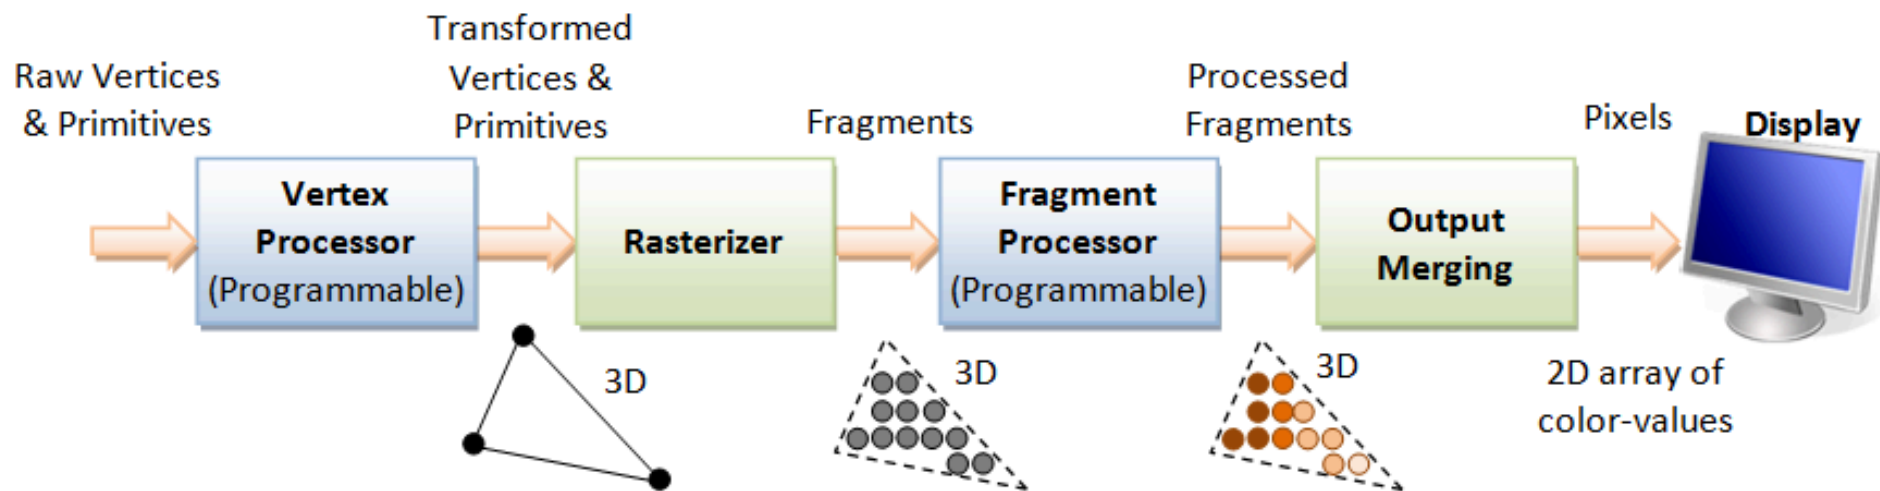 Raw Vertices
& Primitives
Transformed
Vertices &
Primitives
Fragments
Processed
Fragments
Pixels
Display
Vertex
Processor
(Programmable)
Rasterizer
Fragment
Processor
(Programmable)
Output
Merging
3D
3D
3D
2D array of
color-values